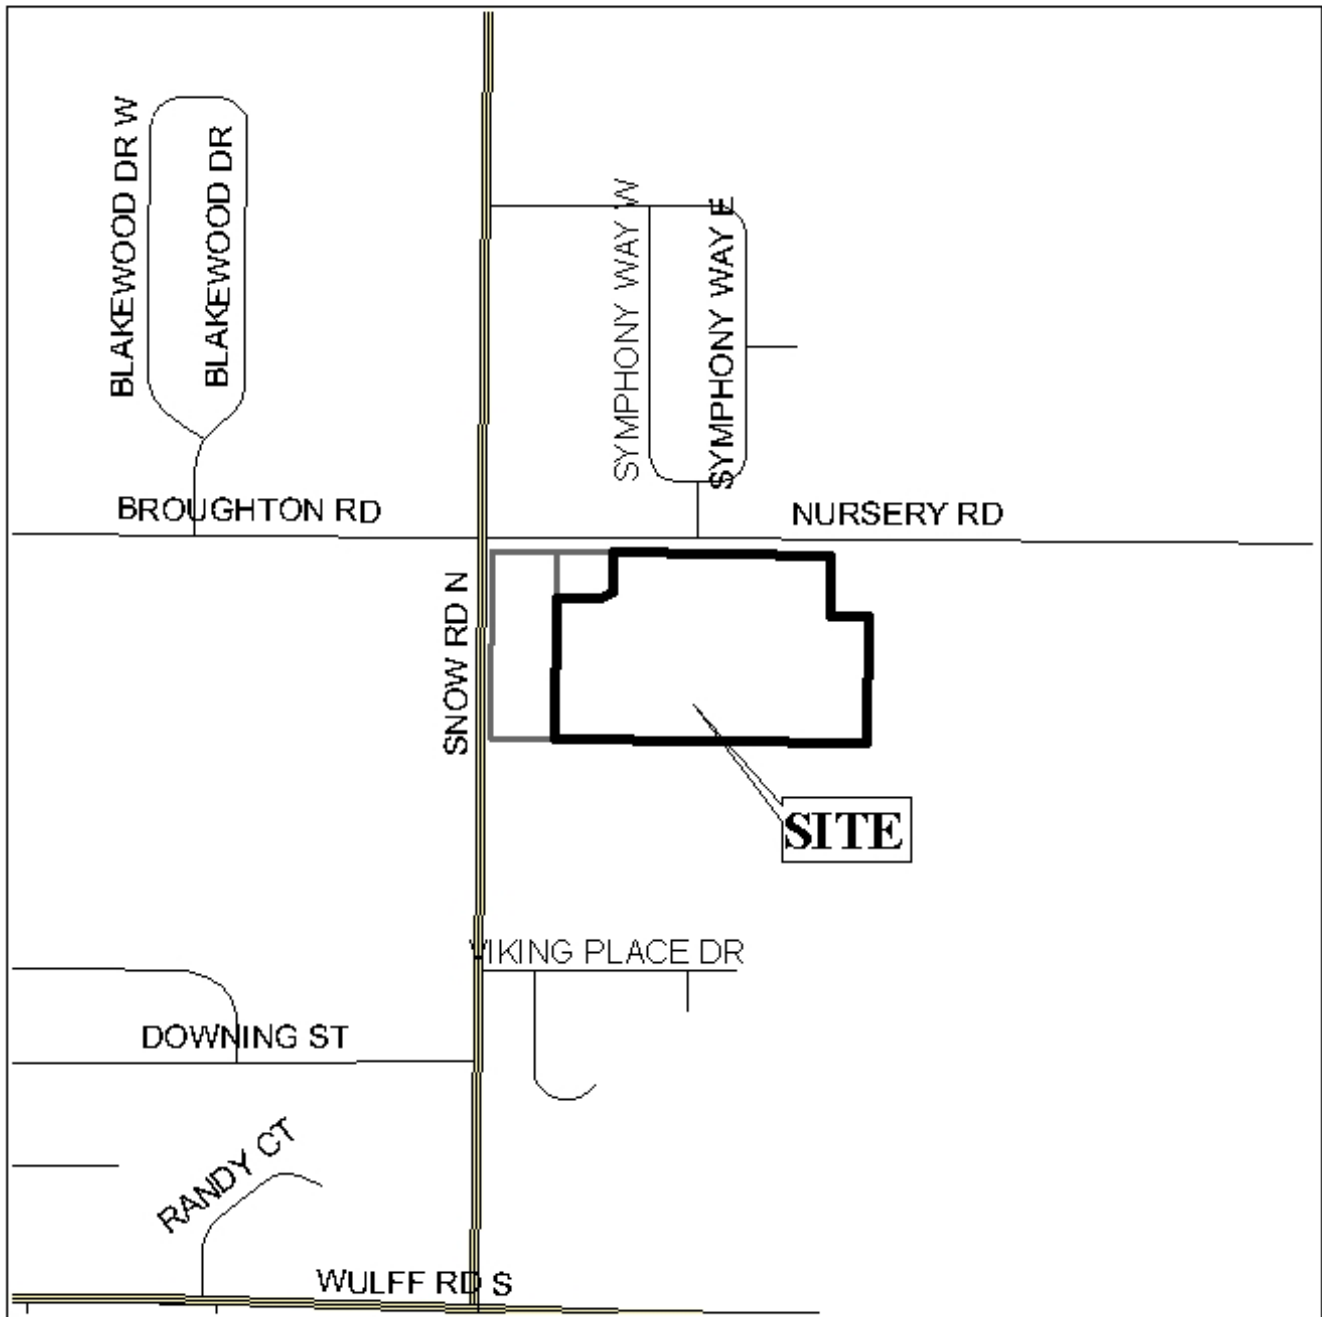 BLAKEWOOD DR W
BLAKEWOOD DR
SYMPHONY WAY W
SYMPHONY WAY E
BROUGHTON RD
NURSERY RD
SNOW RD N
SITE
VIKING PLACE DR
DOWNING ST
RANDY CT
WULFF RD S